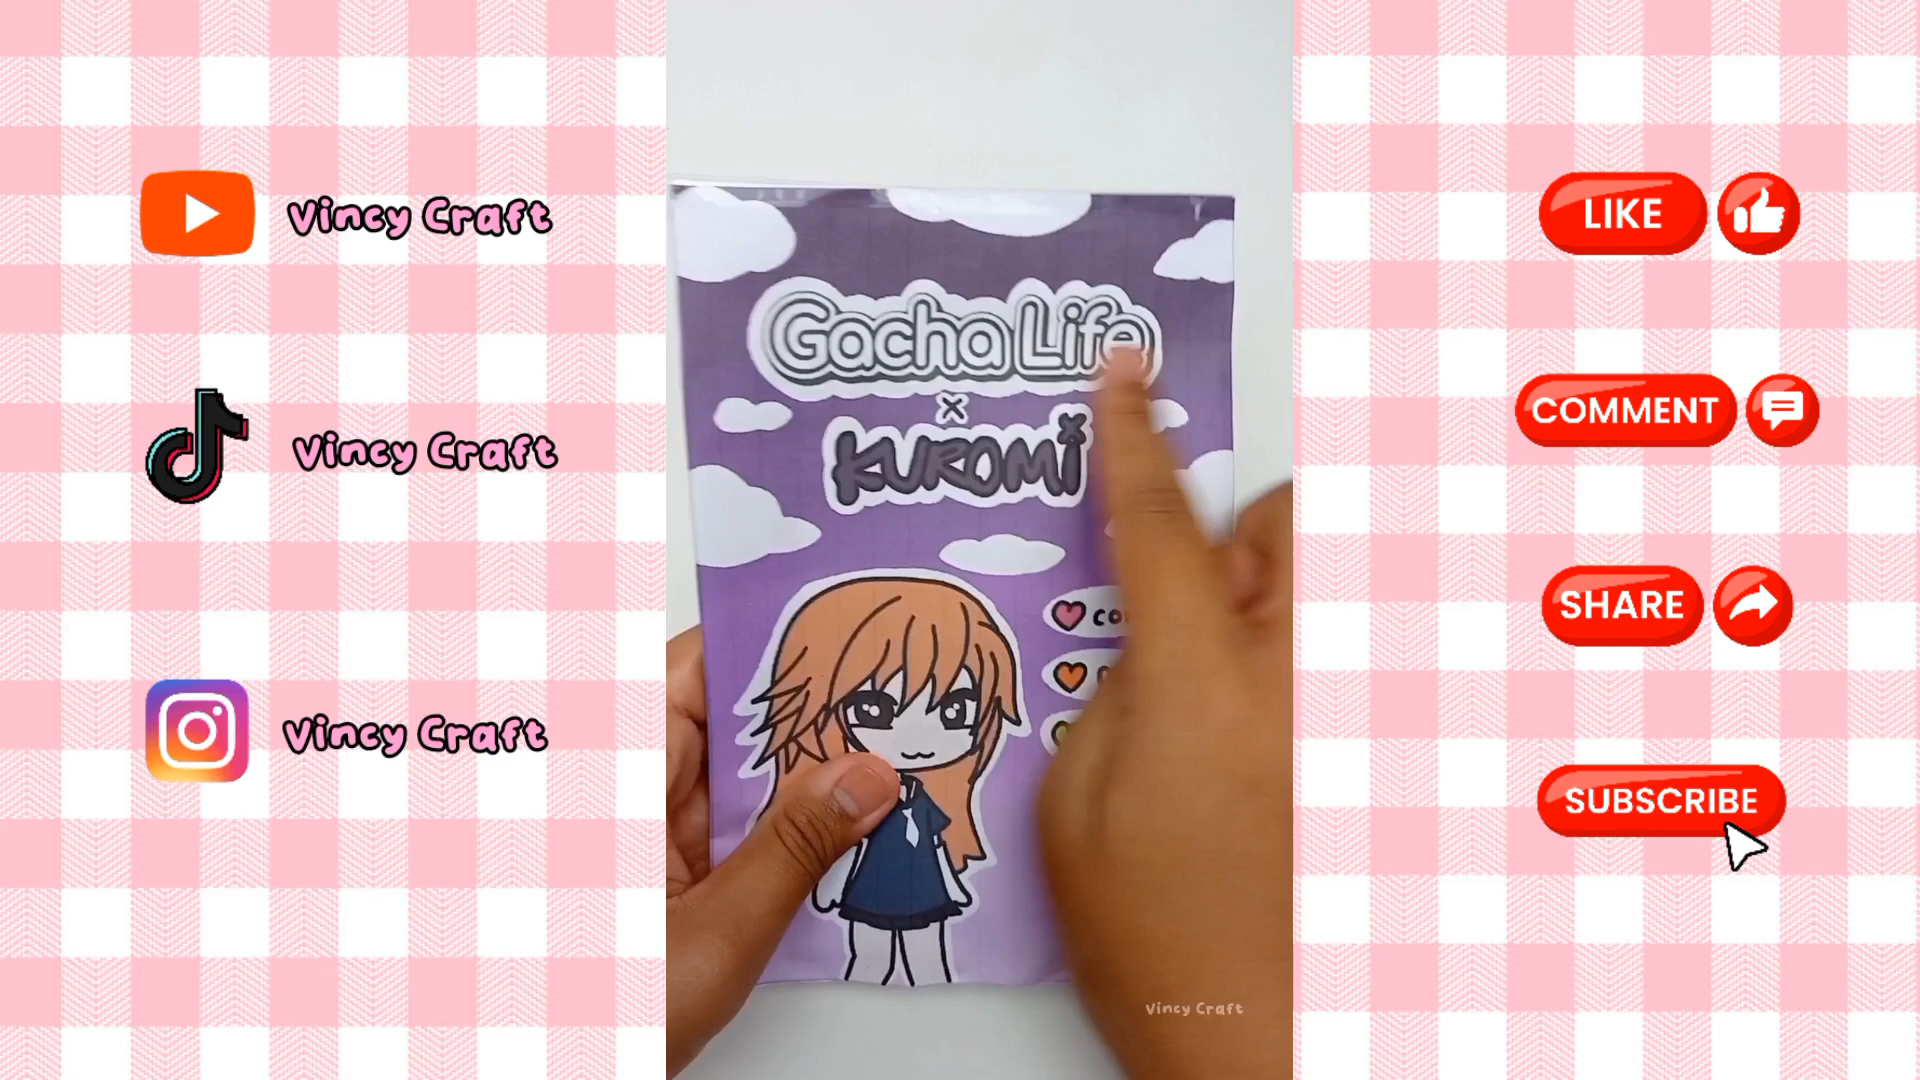 Vincy Craft
Vincy Craft
Vincy Craft
Gacha Life
x
KUROMI
Vincy Craft
LIKE
COMMENT
SHARE
SUBSCRIBE